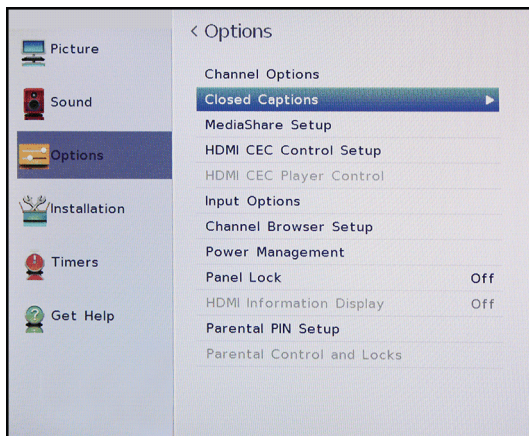 Picture
Sound
Options
Installation
Timers
Get Help
< Options
Channel Options
Closed Captions
MediaShare Setup
HDMI CEC Control Setup
HDMI CEC Player Control
Input Options
Channel Browser Setup
Power Management
Panel Lock Off
HDMI Information Display Off
Parental PIN Setup
Parental Control and Locks